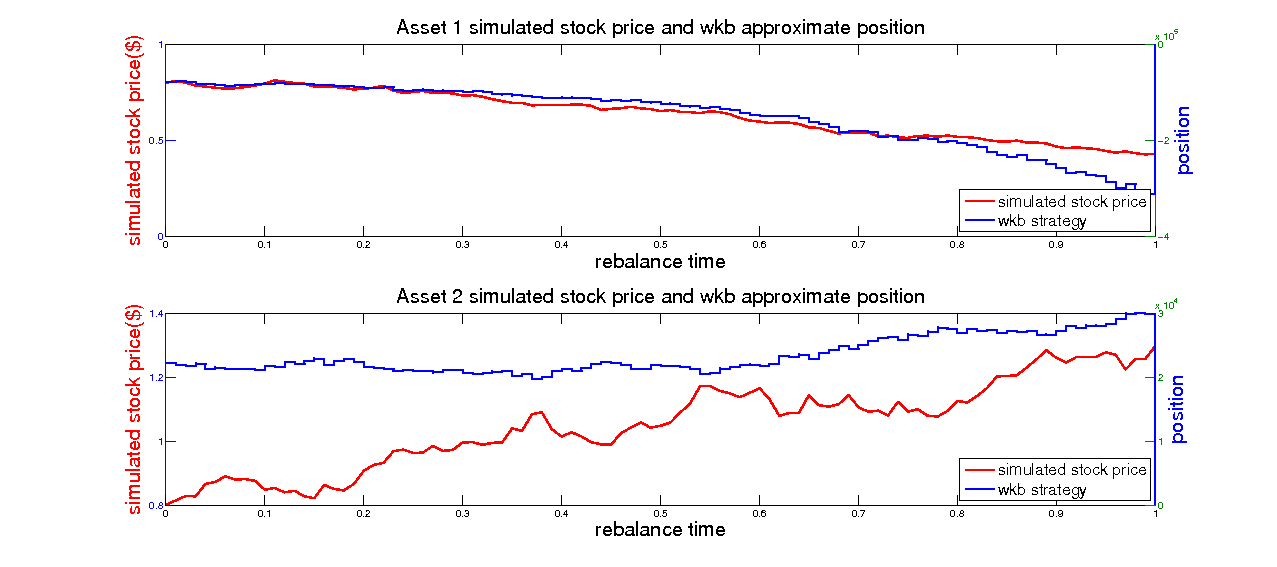 Asset 1 simulated stock price and wkb approximate position
x 10^5
simulated stock price($)
1
0.5
0
0
-2
-4
position
simulated stock price
wkb strategy
0 0.1 0.2 0.3 0.4 0.5 0.6 0.7 0.8 0.9 1
rebalance time
Asset 2 simulated stock price and wkb approximate position
x 10^4
simulated stock price($)
1.4
1.2
1
0.8
3
2
1
0
position
simulated stock price
wkb strategy
0 0.1 0.2 0.3 0.4 0.5 0.6 0.7 0.8 0.9 1
rebalance time